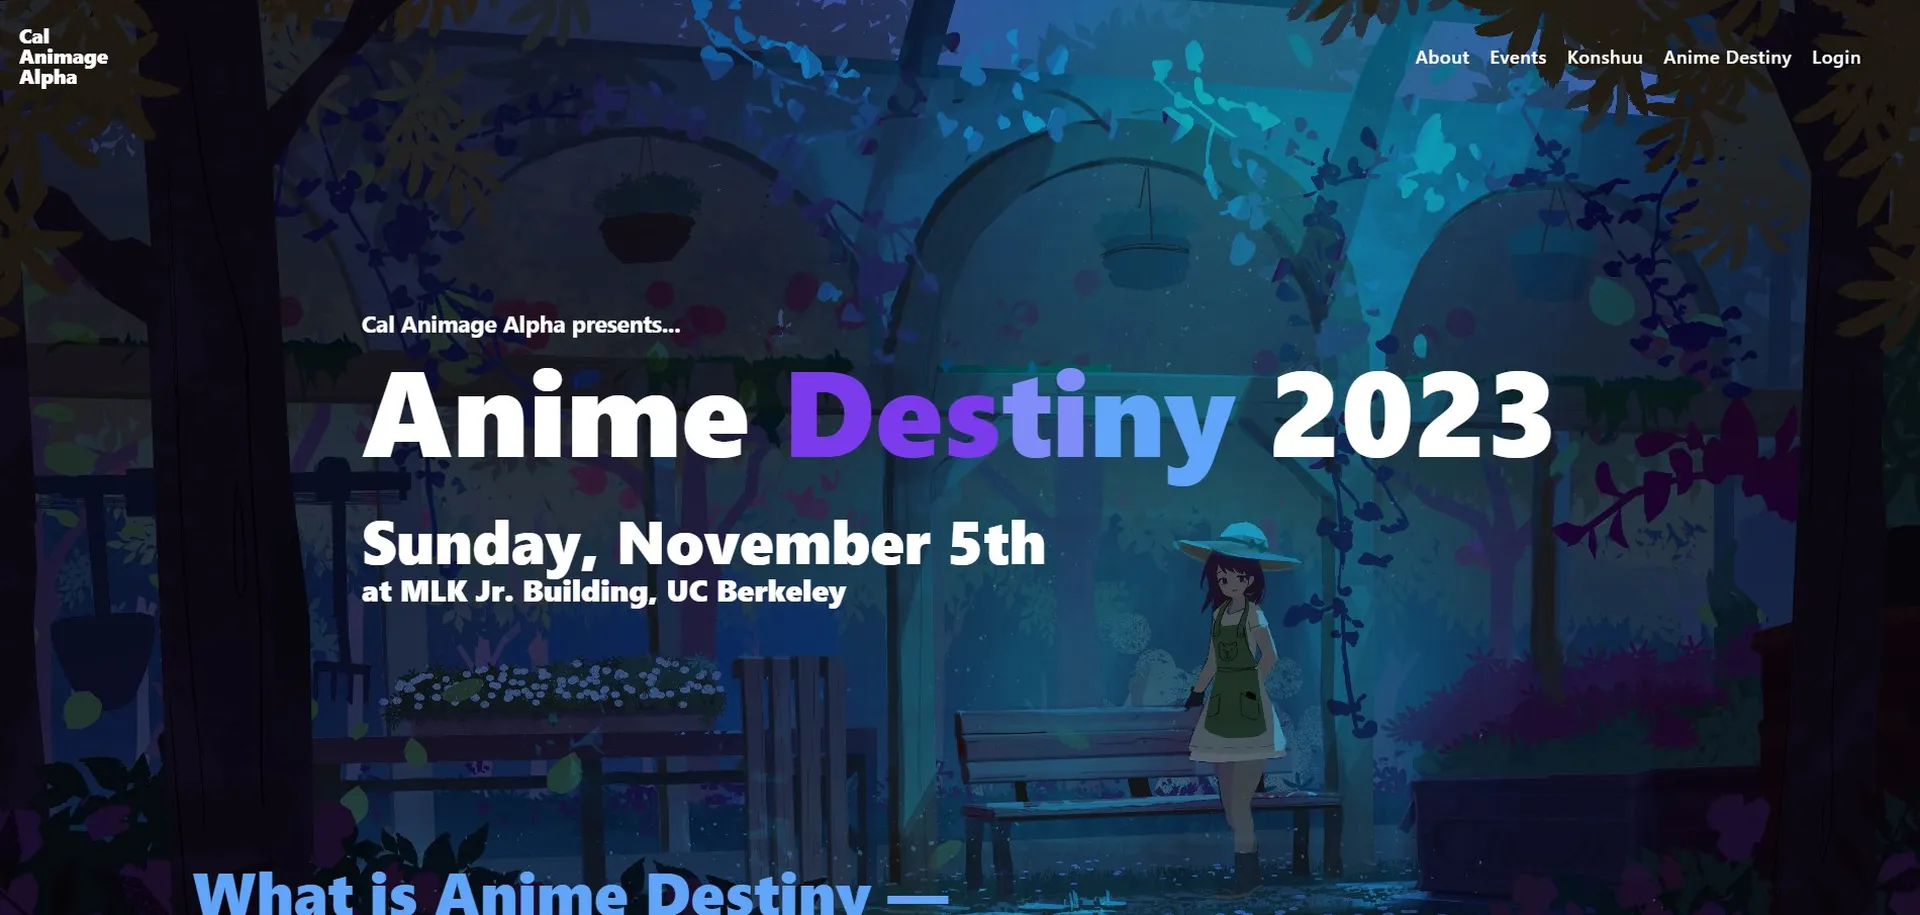 Cal
Animage
Alpha
About Events Konshuu Anime Destiny Login
Cal Animage Alpha presents...
Anime Destiny 2023
Sunday, November 5th
at MLK Jr. Building, UC Berkeley
What is Anime Destiny —